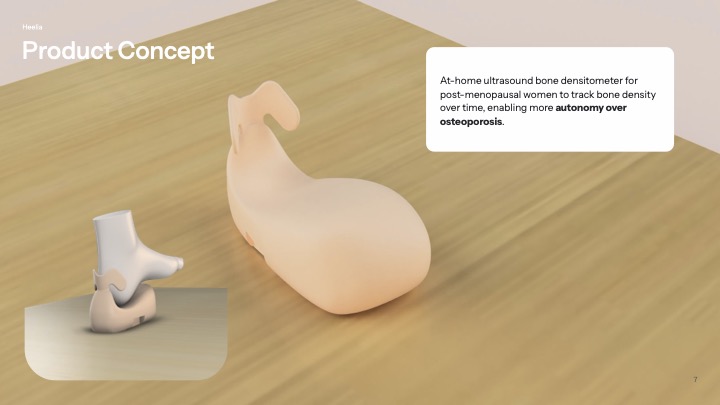 Heelia
Product Concept
At-home ultrasound bone densitometer for
post-menopausal women to track bone density
over time, enabling more autonomy over
osteoporosis.
7